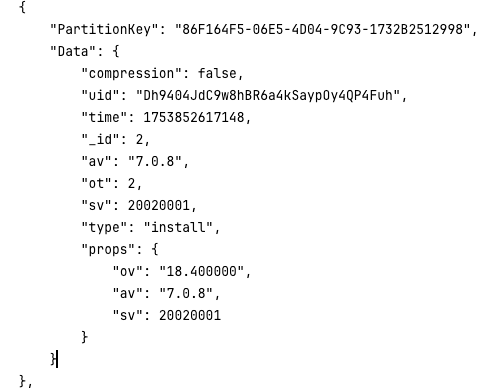 {
"PartitionKey": "86F164F5-06E5-4D04-9C93-1732B2512998",
"Data": {
"compression": false,
"uid": "Dh9404JdC9w8hBR6a4kSaypOy4QP4Fuh",
"time": 1753852617148,
"_id": 2,
"av": "7.0.8",
"ot": 2,
"sv": 20020001,
"type": "install",
"props": {
"ov": "18.400000",
"av": "7.0.8",
"sv": 20020001
}
}
},